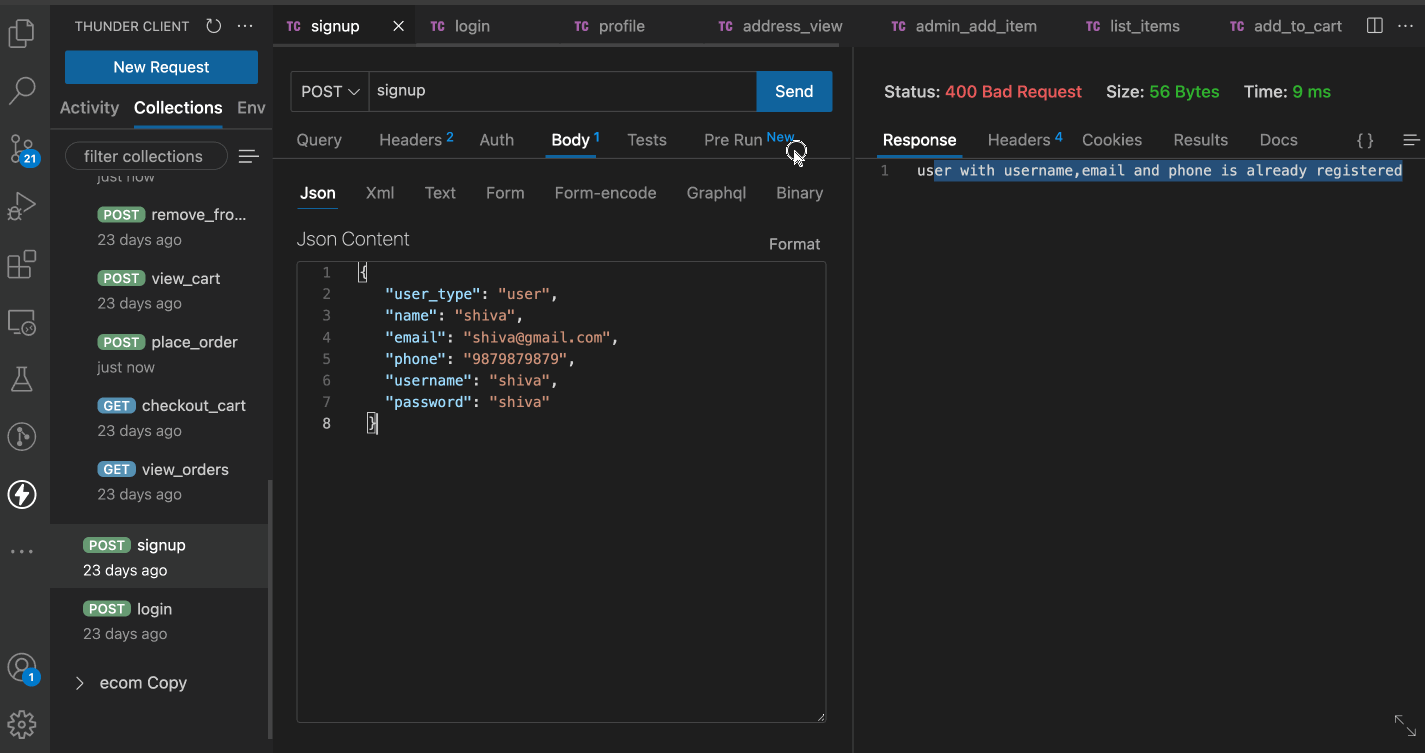 THUNDER CLIENT
New Request
Activity Collections Env
filter collections
just now
POST remove_fro...
23 days ago
POST view_cart
23 days ago
POST place_order
just now
GET checkout_cart
23 days ago
GET view_orders
23 days ago
POST signup
23 days ago
POST login
23 days ago
ecom Copy
21
1
TC signup
TC login
TC profile
TC address_view
TC admin_add_item
TC list_items
TC add_to_cart
POST signup Send
Query Headers 2 Auth Body 1 Tests Pre Run New
Json Xml Text Form Form-encode Graphql Binary
Json Content
Format
1 {
2 "user_type": "user",
3 "name": "shiva",
4 "email": "shiva@gmail.com",
5 "phone": "9879879879",
6 "username": "shiva",
7 "password": "shiva"
8 }
Status: 400 Bad Request Size: 56 Bytes Time: 9 ms
Response Headers 4 Cookies Results Docs {}
1 user with username,email and phone is already registered